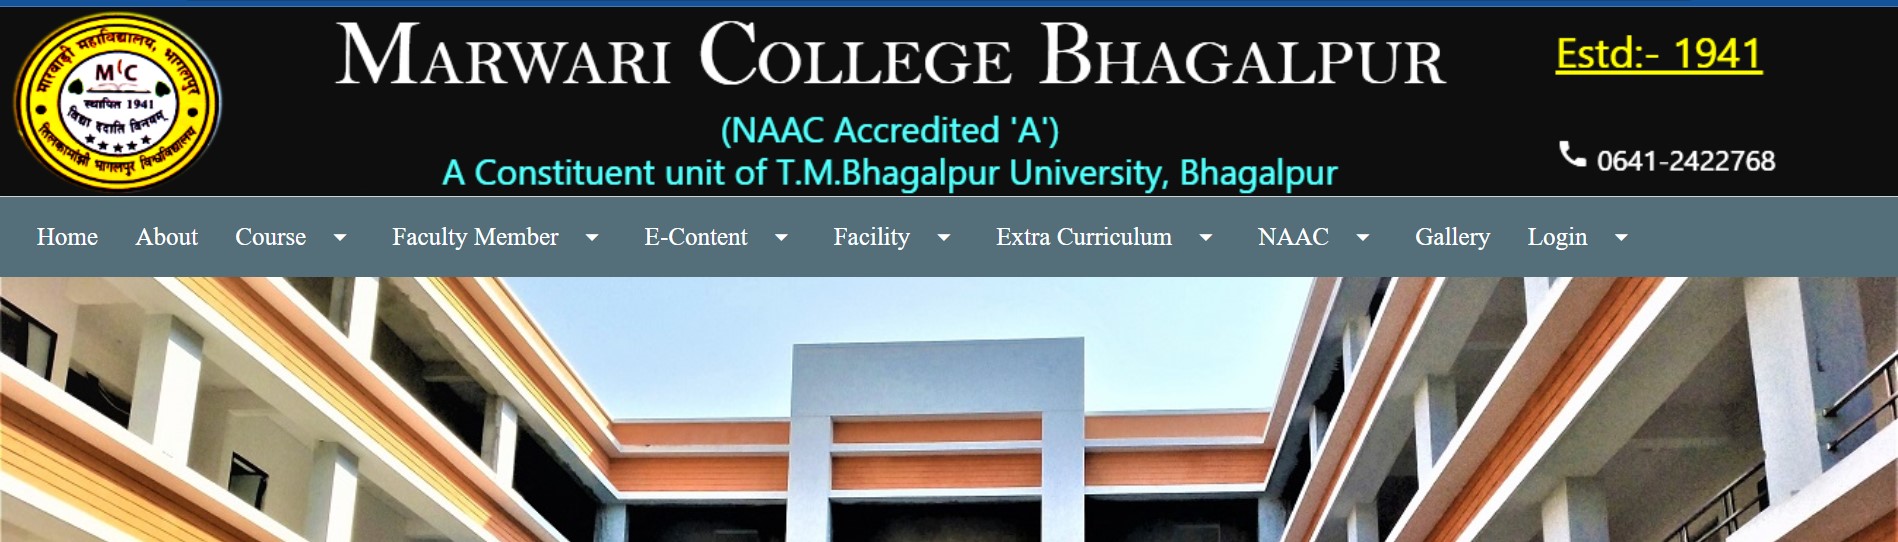 मारवाड़ी महाविद्यालय, भागलपुर
MC
स्थापित 1941
विद्या ददाति विनयम्
तिलकामांझी भागलपुर विश्वविद्यालय
MARWARI COLLEGE BHAGALPUR
Estd:- 1941
(NAAC Accredited 'A')
A Constituent unit of T.M.Bhagalpur University, Bhagalpur
0641-2422768
Home About Course Faculty Member E-Content Facility Extra Curriculum NAAC Gallery Login